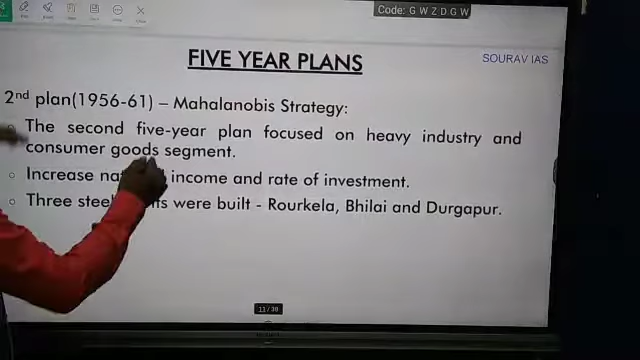 Code: G W Z D G W
FIVE YEAR PLANS
SOURAV IAS
2nd plan(1956-61) – Mahalanobis Strategy:
The second five-year plan focused on heavy industry and
consumer goods segment.
Increase income and rate of investment.
Three steel were built - Rourkela, Bhilai and Durgapur.